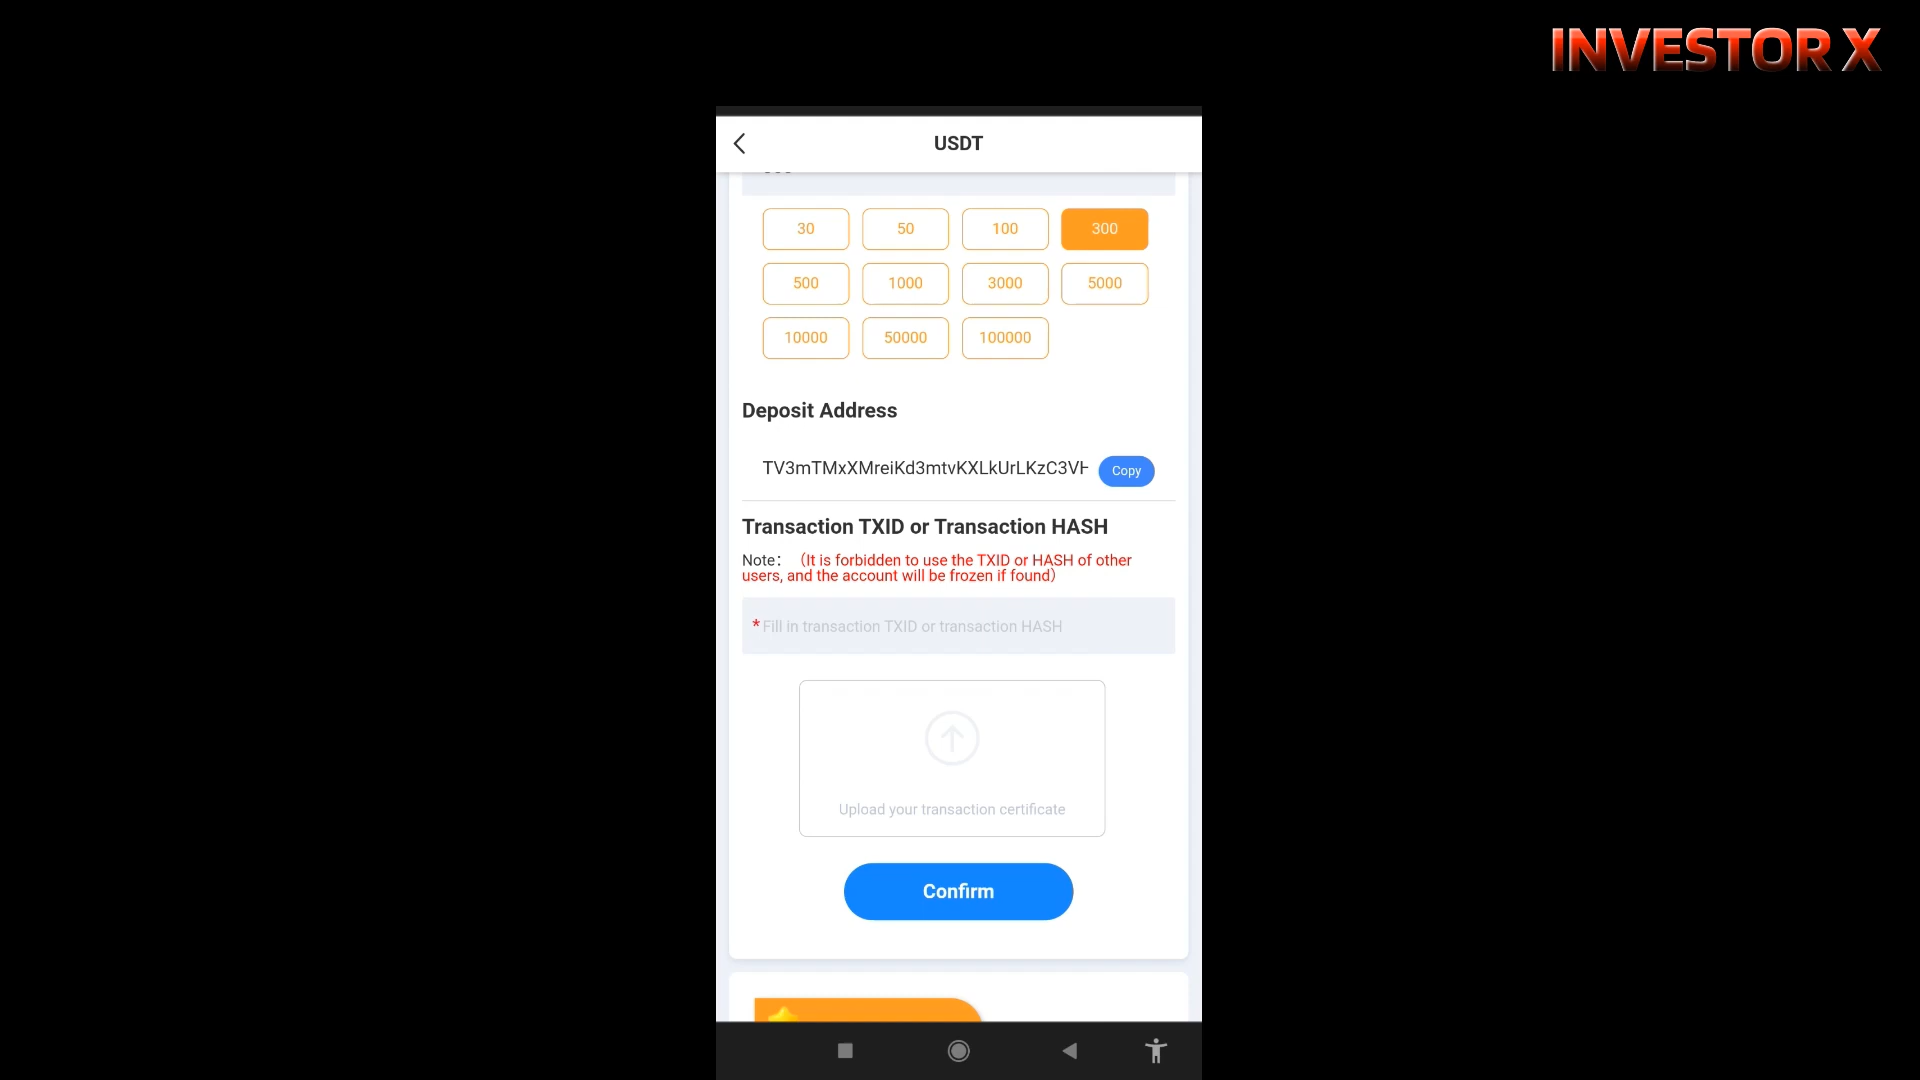 INVESTOR X
USDT
30 50 100 300
500 1000 3000 5000
10000 50000 100000
Deposit Address
TV3mTMxXMreiKd3mtvKXLkUrLKzC3V Copy
Transaction TXID or Transaction HASH
Note： （It is forbidden to use the TXID or HASH of other
users, and the account will be frozen if found）
* Fill in transaction TXID or transaction HASH
Upload your transaction certificate
Confirm